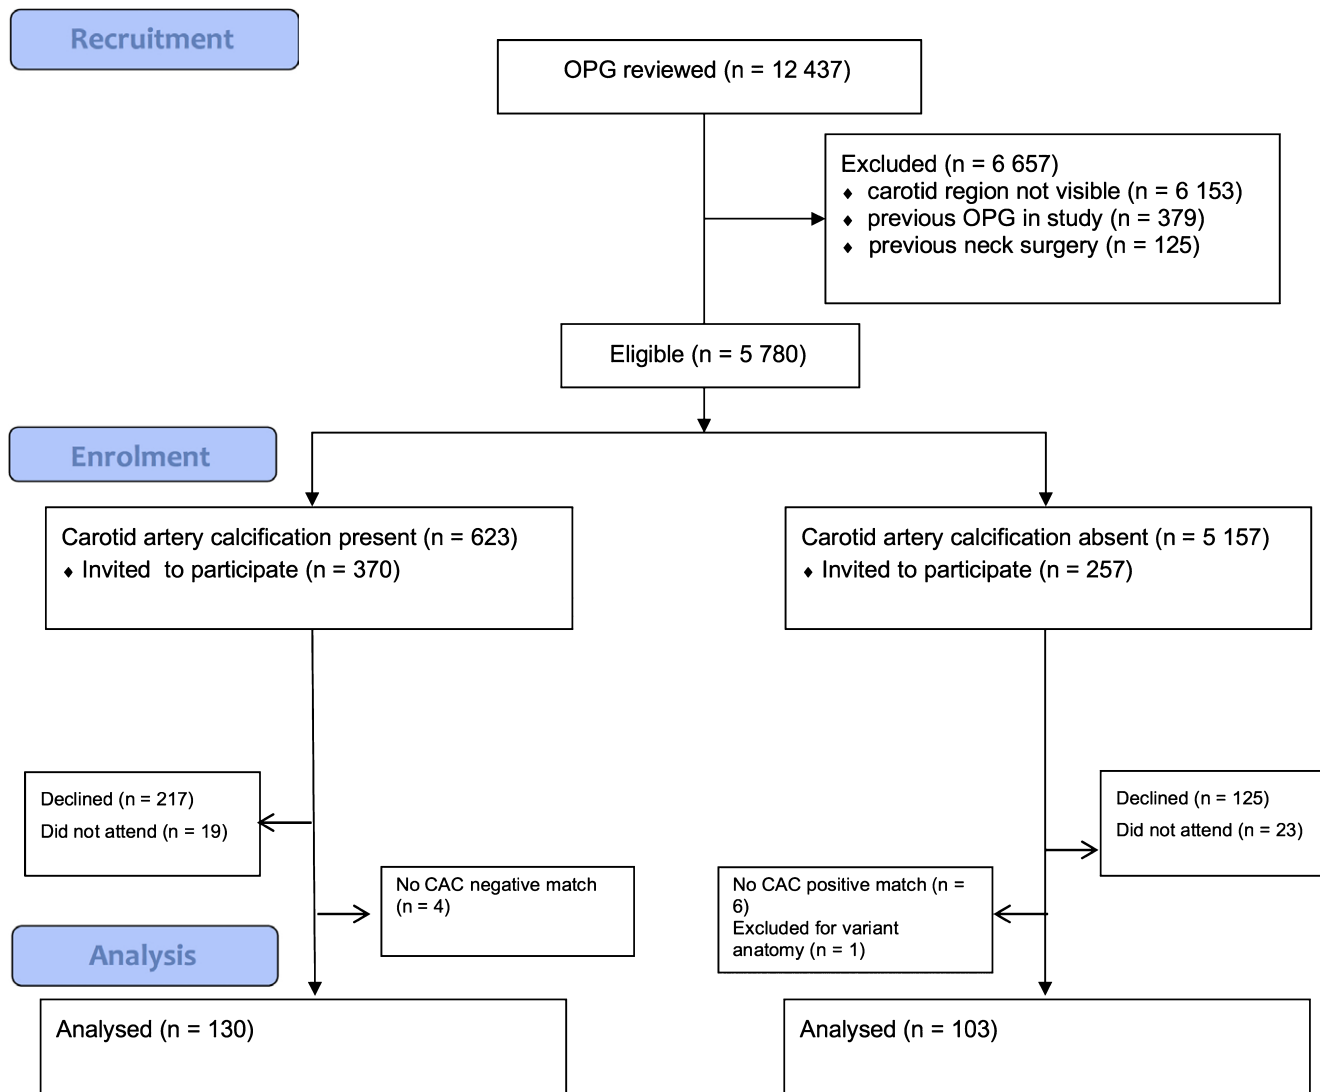 Recruitment
OPG reviewed (n = 12 437)
Excluded (n = 6 657)
♦ carotid region not visible (n = 6 153)
♦ previous OPG in study (n = 379)
♦ previous neck surgery (n = 125)
Eligible (n = 5 780)
Enrolment
Carotid artery calcification present (n = 623)
♦ Invited to participate (n = 370)
Carotid artery calcification absent (n = 5 157)
♦ Invited to participate (n = 257)
Declined (n = 217)
Did not attend (n = 19)
Declined (n = 125)
Did not attend (n = 23)
No CAC negative match
(n = 4)
No CAC positive match (n =
6)
Excluded for variant
anatomy (n = 1)
Analysis
Analysed (n = 130)
Analysed (n = 103)